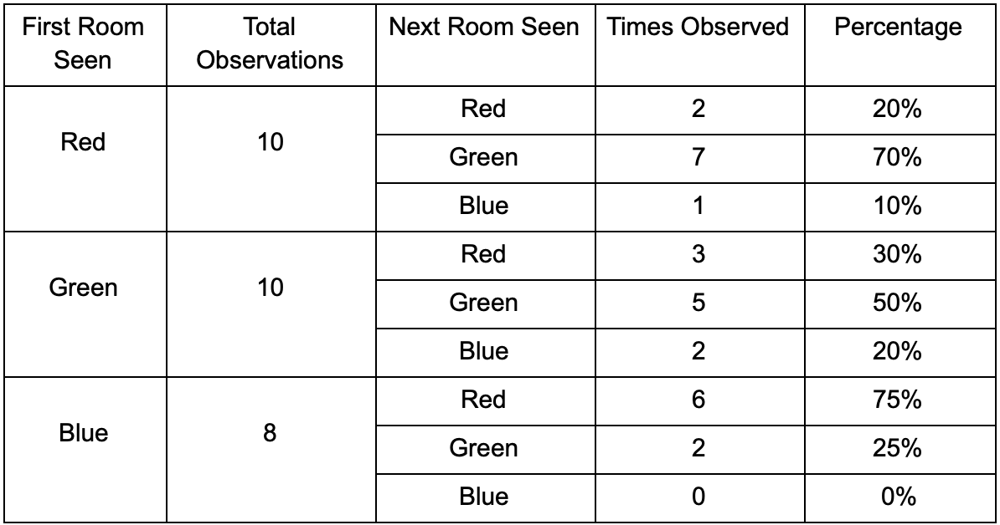 First Room Seen Total Observations Next Room Seen Times Observed Percentage
Red 10 Red 2 20%
Green 7 70%
Blue 1 10%
Green 10 Red 3 30%
Green 5 50%
Blue 2 20%
Blue 8 Red 6 75%
Green 2 25%
Blue 0 0%